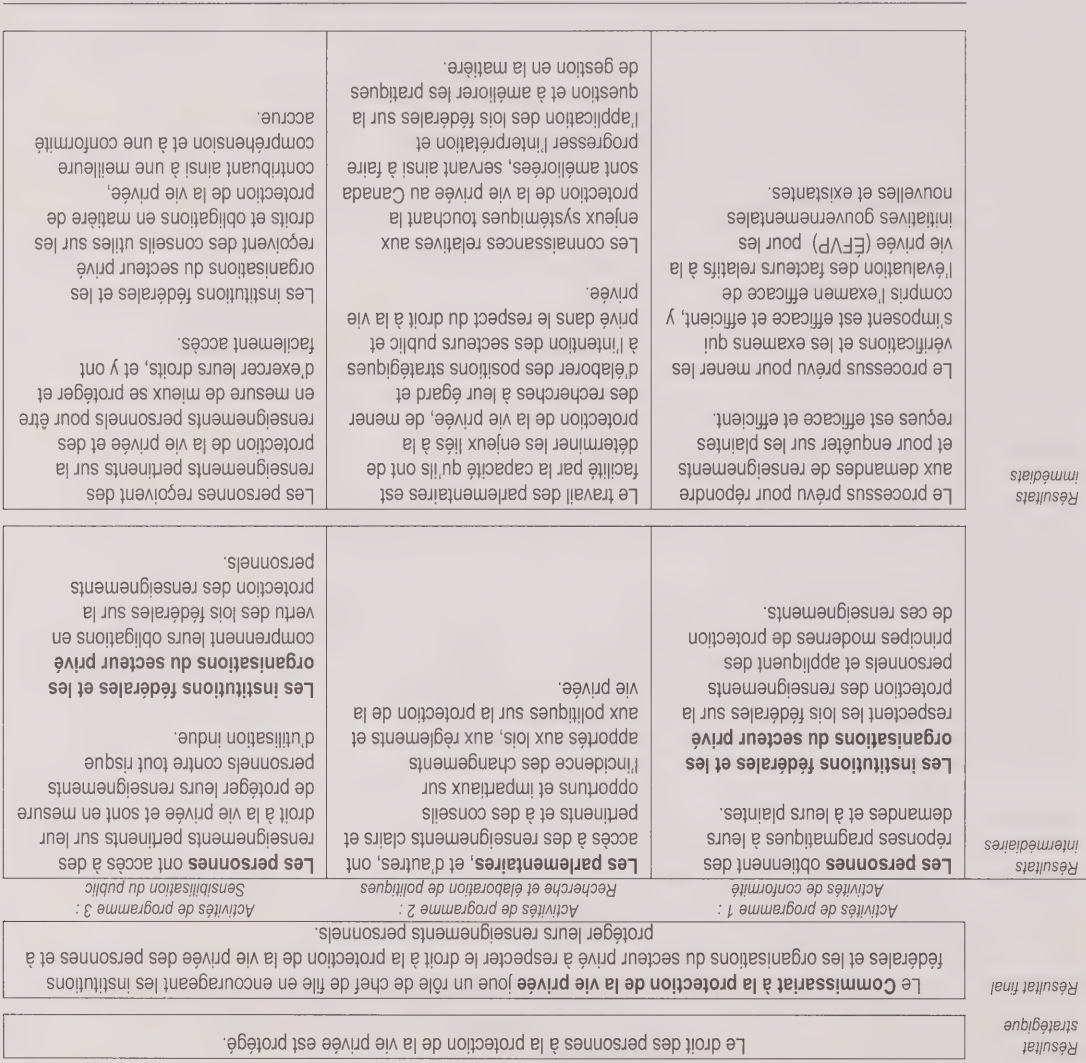 Résultat
stratégique
Le droit des personnes à la protection de la vie privée est protégé.
Résultat final
Le Commissariat à la protection de la vie privée joue un rôle de chef de file en encourageant les institutions
fédérales et les organisations du secteur privé à respecter le droit à la protection de la vie privée des personnes et à
protéger leurs renseignements personnels.
Activités de programme 1 :
Activités de conformité
Activités de programme 2 :
Recherche et élaboration de politiques
Activités de programme 3 :
Sensibilisation du public
Résultats
intermédiaires
Les personnes obtiennent des
réponses pragmatiques à leurs
demandes et à leurs plaintes.
Les institutions fédérales et les
organisations du secteur privé
respectent les lois fédérales sur la
protection des renseignements
personnels et appliquent des
principes modernes de protection
de ces renseignements.
Les parlementaires, et d'autres, ont
accès à des renseignements clairs et
pertinents et à des conseils
opportuns et impartiaux sur
l'incidence des changements
apportés aux lois, aux règlements et
aux politiques sur la protection de la
vie privée.
Les personnes ont accès à des
renseignements pertinents sur leur
droit à la vie privée et sont en mesure
de protéger leurs renseignements
personnels contre tout risque
d'utilisation indue.
Les institutions fédérales et les
organisations du secteur privé
comprennent leurs obligations en
vertu des lois fédérales sur la
protection des renseignements
personnels.
Résultats
immédiats
Le processus prévu pour répondre
aux demandes de renseignements
et pour enquêter sur les plaintes
reçues est efficace et efficient.
Le processus prévu pour mener les
vérifications et les examens qui
s'imposent est efficace et efficient, y
compris l'examen efficace de
l'évaluation des facteurs relatifs à la
vie privée (ÉFVP) pour les
initiatives gouvernementales
nouvelles et existantes.
Le travail des parlementaires est
facilité par la capacité qu'ils ont de
déterminer les enjeux liés à la
protection de la vie privée, de mener
des recherches à leur égard et
d'élaborer des positions stratégiques
à l'intention des secteurs public et
privé dans le respect du droit à la vie
privée.
Les connaissances relatives aux
enjeux systémiques touchant la
protection de la vie privée au Canada
sont améliorées, servant ainsi à faire
progresser l'interprétation et
l'application des lois fédérales sur la
question et à améliorer les pratiques
de gestion en la matière.
Les personnes reçoivent des
renseignements pertinents sur la
protection de la vie privée et des
renseignements personnels pour être
en mesure de mieux se protéger et
d'exercer leurs droits, et y ont
facilement accès.
Les institutions fédérales et les
organisations du secteur privé
reçoivent des conseils utiles sur les
droits et obligations en matière de
protection de la vie privée,
contribuant ainsi à une meilleure
compréhension et à une conformité
accrue.